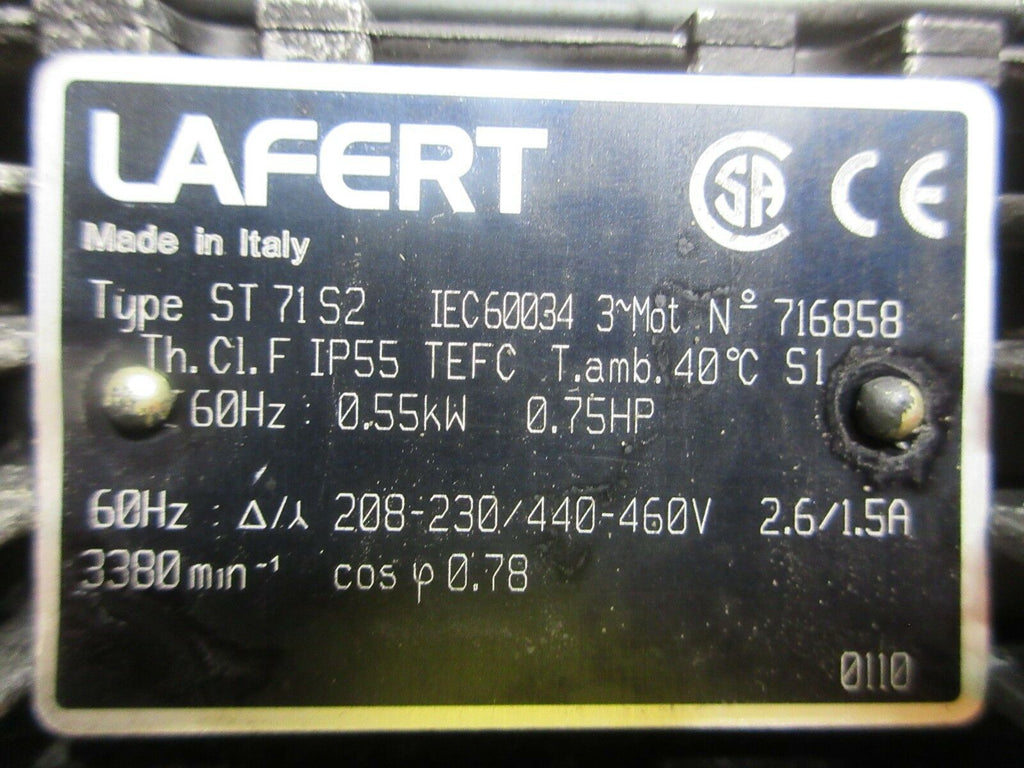 LAFERT
CSA CE
Made in Italy
Type ST 71 S2 IEC60034 3~Mot N° 716858
Th.Cl.F IP55 TEFC T.amb.40°C S1
60Hz : 0.55kW 0.75HP
60Hz : Δ/⅄ 208-230/440-460V 2.6/1.5A
3380 min⁻¹ cos φ 0.78
0110